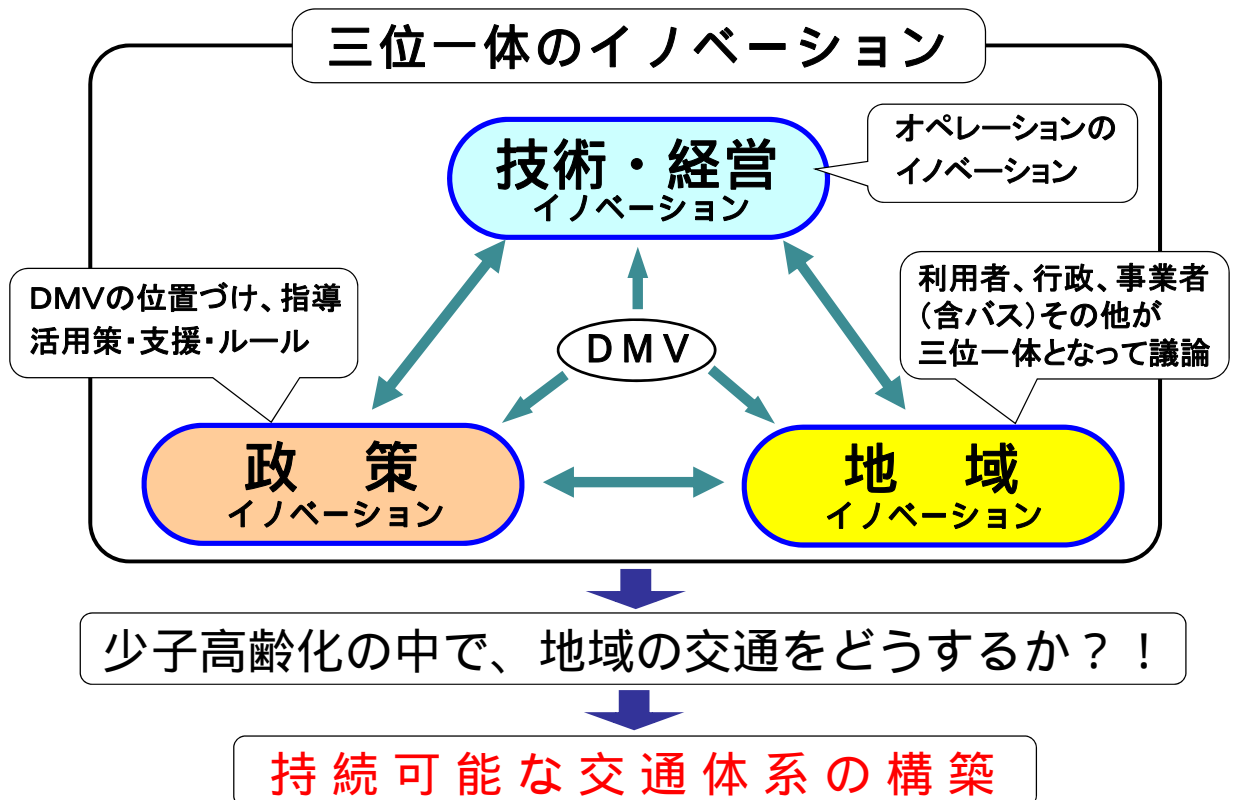 三位一体のイノベーション
技術・経営
イノベーション
オペレーションの
イノベーション
DMVの位置づけ、指導
活用策・支援・ルール
利用者、行政、事業者
（含バス）その他が
三位一体となって議論
DMV
政　策
イノベーション
地　域
イノベーション
少子高齢化の中で、地域の交通をどうするか？！
持続可能な交通体系の構築